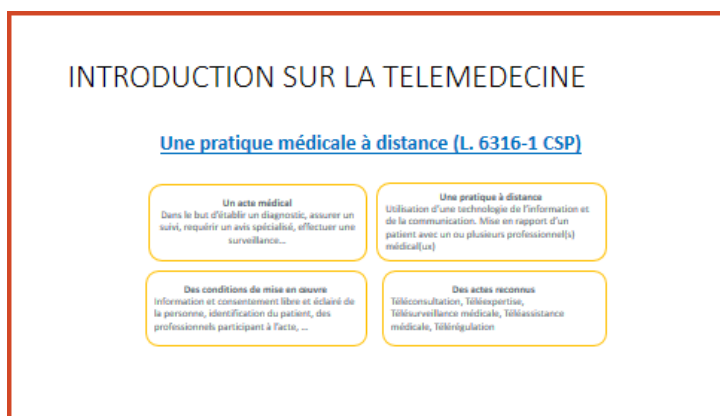 INTRODUCTION SUR LA TELEMEDECINE
Une pratique médicale à distance (L. 6316-1 CSP)
Un acte médical
Dans le but d'établir un diagnostic, assurer un
suivi, requérir un avis spécialisé, effectuer une
surveillance...
Une pratique à distance
Utilisation d'une technologie de l'information et
de la communication. Mise en rapport d'un
patient avec un ou plusieurs professionnel(s)
médical(ux)
Des conditions de mise en œuvre
Information et consentement libre et éclairé de
la personne, identification du patient, des
professionnels participant à l'acte, ...
Des actes reconnus
Téléconsultation, Téléexpertise,
Télésurveillance médicale, Téléassistance
médicale, Télérégulation